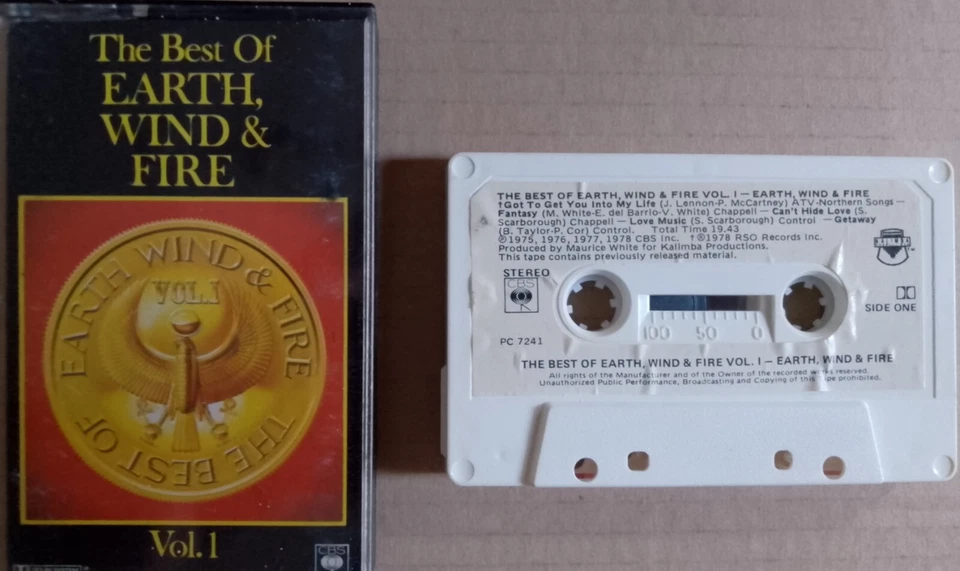 The Best Of
EARTH,
WIND &
FIRE
EARTH WIND & FIRE
VOL.I
THE BEST OF
Vol.1
CBS
THE BEST OF EARTH, WIND & FIRE VOL. I — EARTH, WIND & FIRE
†Got To Get You Into My Life (J. Lennon-P. McCartney) ATV-Northern Songs —
Fantasy (M. White-E. del Barrio-V. White) Chappell — Can't Hide Love (S.
Scarborough) Chappell — Love Music (S. Scarborough) Control — Getaway
(B. Taylor-P. Cor) Control. Total Time 19.43
℗1975, 1976, 1977, 1978 CBS Inc. †℗1978 RSO Records Inc.
Produced by Maurice White for Kalimba Productions.
This tape contains previously released material.
STEREO
CBS
SIDE ONE
100 50 0
PC 7241
THE BEST OF EARTH, WIND & FIRE VOL. I — EARTH, WIND & FIRE
All rights of the Manufacturer and of the Owner of the recorded works reserved.
Unauthorized Public Performance, Broadcasting and Copying of this Tape prohibited.